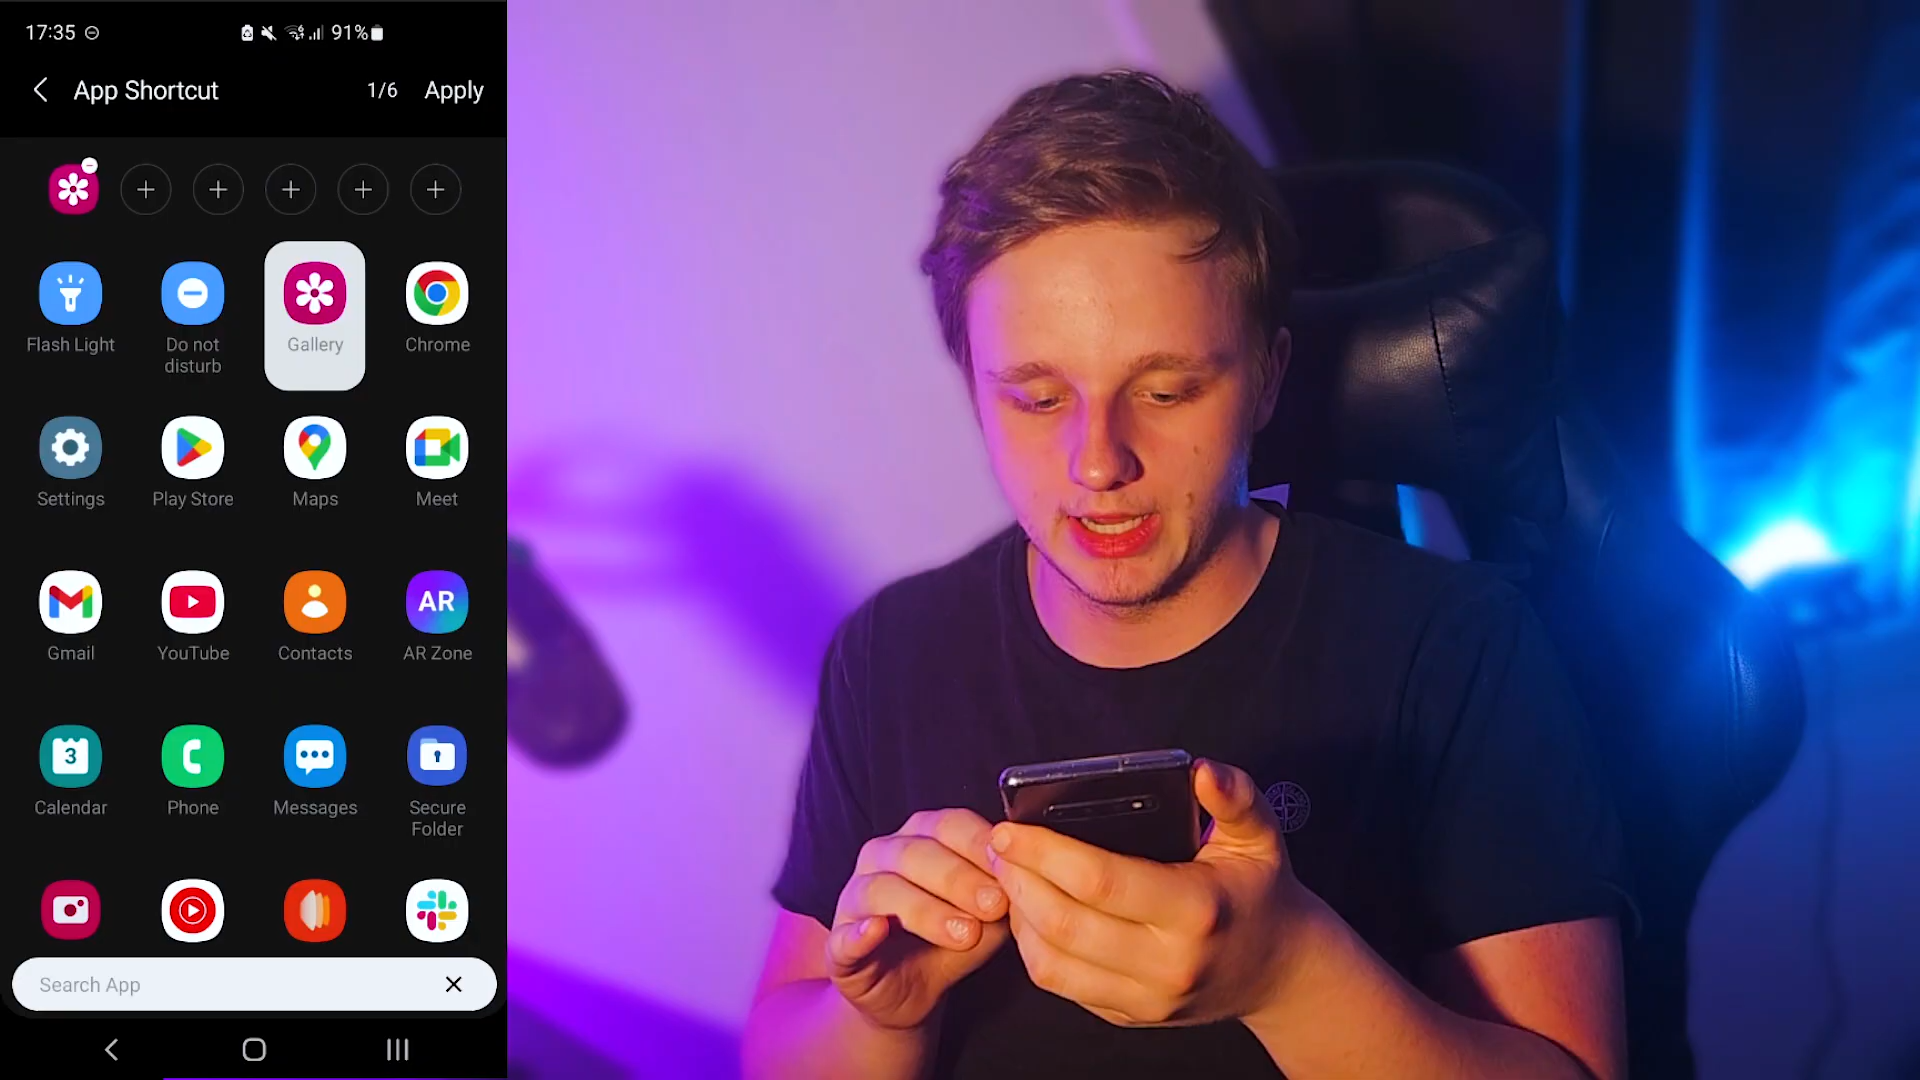 17:35 91%
App Shortcut 1/6 Apply
Flash Light Do not disturb Gallery Chrome
Settings Play Store Maps Meet
Gmail YouTube Contacts AR AR Zone
3 Calendar Phone Messages Secure Folder
Search App